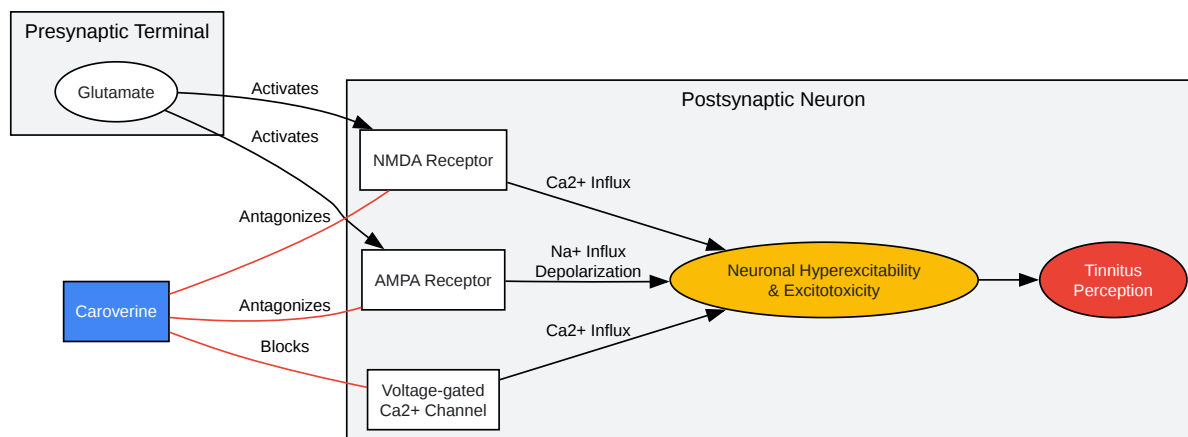 Presynaptic Terminal
Glutamate
Activates
Activates
Postsynaptic Neuron
NMDA Receptor
Ca2+ Influx
Antagonizes
AMPA Receptor
Na+ Influx
Depolarization
Neuronal Hyperexcitability
& Excitotoxicity
Tinnitus
Perception
Caroverine
Antagonizes
Blocks
Ca2+ Influx
Voltage-gated
Ca2+ Channel